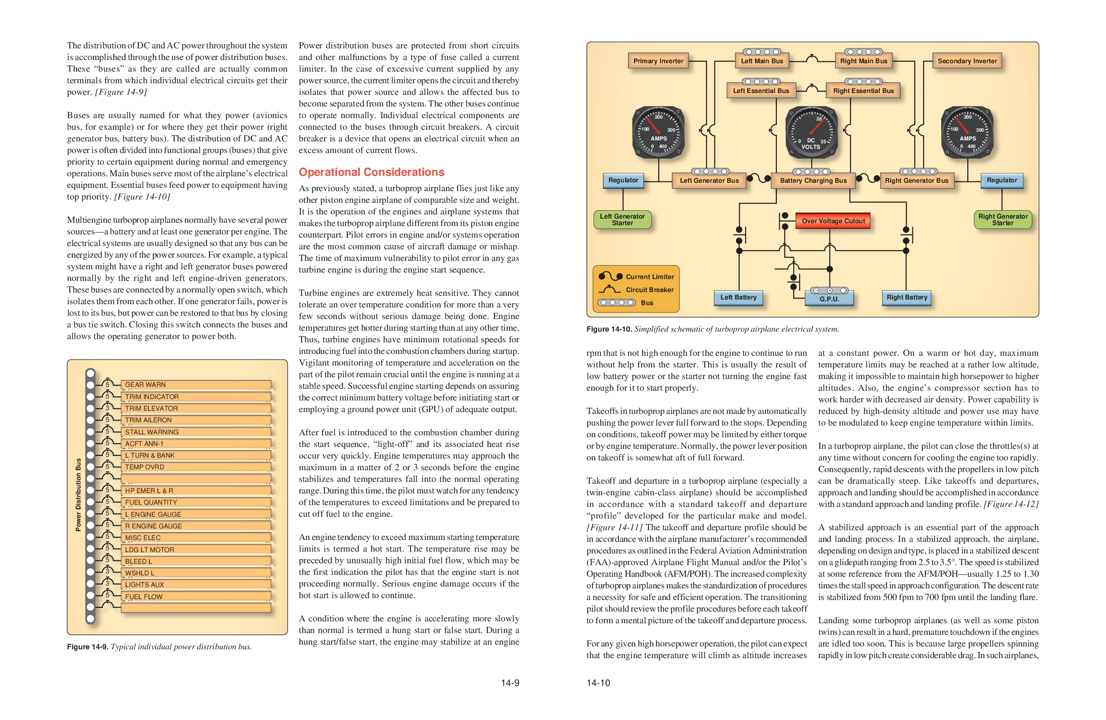 The distribution of DC and AC power throughout the system
is accomplished through the use of power distribution buses.
These “buses” as they are called are actually common
terminals from which individual electrical circuits get their
power. [Figure 14-9]
Buses are usually named for what they power (avionics
bus, for example) or for where they get their power (right
generator bus, battery bus). The distribution of DC and AC
power is often divided into functional groups (buses) that give
priority to certain equipment during normal and emergency
operations. Main buses serve most of the airplane’s electrical
equipment. Essential buses feed power to equipment having
top priority. [Figure 14-10]
Multiengine turboprop airplanes normally have several power
sources—a battery and at least one generator per engine. The
electrical systems are usually designed so that any bus can be
energized by any of the power sources. For example, a typical
system might have a right and left generator buses powered
normally by the right and left engine-driven generators.
These buses are connected by a normally open switch, which
isolates them from each other. If one generator fails, power is
lost to its bus, but power can be restored to that bus by closing
a bus tie switch. Closing this switch connects the buses and
allows the operating generator to power both.
Power Distribution Bus
5 GEAR WARN
5 TRIM INDICATOR
3 TRIM ELEVATOR
5 TRIM AILERON
5 STALL WARNING
5 ACFT ANN-1
5 L TURN & BANK
5 TEMP OVRD
5 HP EMER L & R
5 FUEL QUANTITY
5 L ENGINE GAUGE
5 R ENGINE GAUGE
5 MISC ELEC
5 LDG LT MOTOR
5 BLEED L
3 WSHLD L
3 LIGHTS AUX
5 FUEL FLOW
Figure 14-9. Typical individual power distribution bus.
Power distribution buses are protected from short circuits
and other malfunctions by a type of fuse called a current
limiter. In the case of excessive current supplied by any
power source, the current limiter opens the circuit and thereby
isolates that power source and allows the affected bus to
become separated from the system. The other buses continue
to operate normally. Individual electrical components are
connected to the buses through circuit breakers. A circuit
breaker is a device that opens an electrical circuit when an
excess amount of current flows.
Operational Considerations
As previously stated, a turboprop airplane flies just like any
other piston engine airplane of comparable size and weight.
It is the operation of the engines and airplane systems that
makes the turboprop airplane different from its piston engine
counterpart. Pilot errors in engine and/or systems operation
are the most common cause of aircraft damage or mishap.
The time of maximum vulnerability to pilot error in any gas
turbine engine is during the engine start sequence.
Turbine engines are extremely heat sensitive. They cannot
tolerate an over temperature condition for more than a very
few seconds without serious damage being done. Engine
temperatures get hotter during starting than at any other time.
Thus, turbine engines have minimum rotational speeds for
introducing fuel into the combustion chambers during startup.
Vigilant monitoring of temperature and acceleration on the
part of the pilot remain crucial until the engine is running at a
stable speed. Successful engine starting depends on assuring
the correct minimum battery voltage before initiating start or
employing a ground power unit (GPU) of adequate output.
After fuel is introduced to the combustion chamber during
the start sequence, “light-off” and its associated heat rise
occur very quickly. Engine temperatures may approach the
maximum in a matter of 2 or 3 seconds before the engine
stabilizes and temperatures fall into the normal operating
range. During this time, the pilot must watch for any tendency
of the temperatures to exceed limitations and be prepared to
cut off fuel to the engine.
An engine tendency to exceed maximum starting temperature
limits is termed a hot start. The temperature rise may be
preceded by unusually high initial fuel flow, which may be
the first indication the pilot has that the engine start is not
proceeding normally. Serious engine damage occurs if the
hot start is allowed to continue.
A condition where the engine is accelerating more slowly
than normal is termed a hung start or false start. During a
hung start/false start, the engine may stabilize at an engine
14-9
Primary Inverter
Left Main Bus
Right Main Bus
Secondary Inverter
Left Essential Bus
Right Essential Bus
100 200 300
AMPS
0 400
DC
VOLTS
35
100 200 300
AMPS
0 400
Regulator
Left Generator Bus
Battery Charging Bus
Right Generator Bus
Regulator
Left Generator
Starter
Over Voltage Cutout
Right Generator
Starter
Current Limiter
Circuit Breaker
Bus
Left Battery
G.P.U.
Right Battery
Figure 14-10. Simplified schematic of turboprop airplane electrical system.
rpm that is not high enough for the engine to continue to run
without help from the starter. This is usually the result of
low battery power or the starter not turning the engine fast
enough for it to start properly.
Takeoffs in turboprop airplanes are not made by automatically
pushing the power lever full forward to the stops. Depending
on conditions, takeoff power may be limited by either torque
or by engine temperature. Normally, the power lever position
on takeoff is somewhat aft of full forward.
Takeoff and departure in a turboprop airplane (especially a
twin-engine cabin-class airplane) should be accomplished
in accordance with a standard takeoff and departure
“profile” developed for the particular make and model.
[Figure 14-11] The takeoff and departure profile should be
in accordance with the airplane manufacturer’s recommended
procedures as outlined in the Federal Aviation Administration
(FAA)-approved Airplane Flight Manual and/or the Pilot’s
Operating Handbook (AFM/POH). The increased complexity
of turboprop airplanes makes the standardization of procedures
a necessity for safe and efficient operation. The transitioning
pilot should review the profile procedures before each takeoff
to form a mental picture of the takeoff and departure process.
For any given high horsepower operation, the pilot can expect
that the engine temperature will climb as altitude increases
at a constant power. On a warm or hot day, maximum
temperature limits may be reached at a rather low altitude,
making it impossible to maintain high horsepower to higher
altitudes. Also, the engine’s compressor section has to
work harder with decreased air density. Power capability is
reduced by high-density altitude and power use may have
to be modulated to keep engine temperature within limits.
In a turboprop airplane, the pilot can close the throttles(s) at
any time without concern for cooling the engine too rapidly.
Consequently, rapid descents with the propellers in low pitch
can be dramatically steep. Like takeoffs and departures,
approach and landing should be accomplished in accordance
with a standard approach and landing profile. [Figure 14-12]
A stabilized approach is an essential part of the approach
and landing process. In a stabilized approach, the airplane,
depending on design and type, is placed in a stabilized descent
on a glidepath ranging from 2.5 to 3.5°. The speed is stabilized
at some reference from the AFM/POH—usually 1.25 to 1.30
times the stall speed in approach configuration. The descent rate
is stabilized from 500 fpm to 700 fpm until the landing flare.
Landing some turboprop airplanes (as well as some piston
twins) can result in a hard, premature touchdown if the engines
are idled too soon. This is because large propellers spinning
rapidly in low pitch create considerable drag. In such airplanes,
14-10